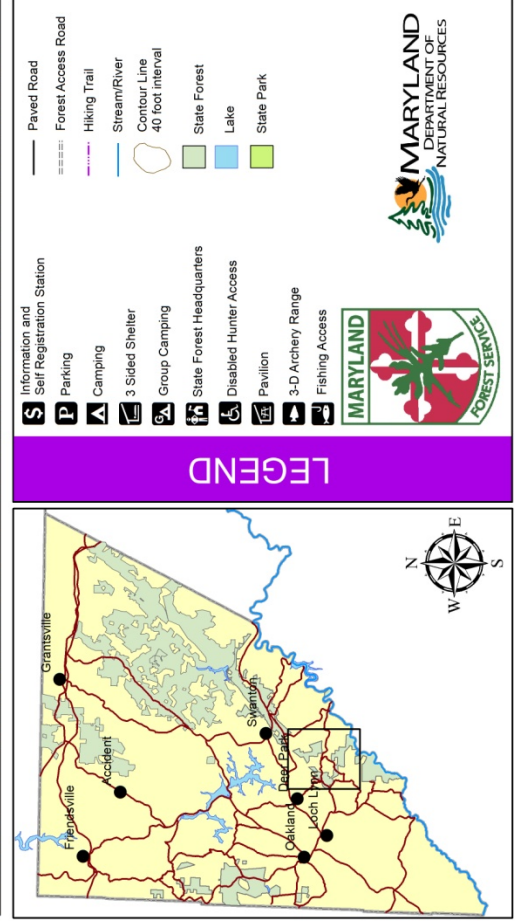 LEGEND
Information and
Self Registration Station
Parking
Camping
3 Sided Shelter
Group Camping
State Forest Headquarters
Disabled Hunter Access
Pavilion
3-D Archery Range
Fishing Access
Paved Road
Forest Access Road
Hiking Trail
Stream/River
Contour Line
40 foot interval
State Forest
Lake
State Park
MARYLAND
FOREST SERVICE
MARYLAND
DEPARTMENT OF
NATURAL RESOURCES
Grantsville
Friendsville
Accident
Swanton
Deer Park
Oakland
Loch Lynn
N
W
E
S
$
P
G